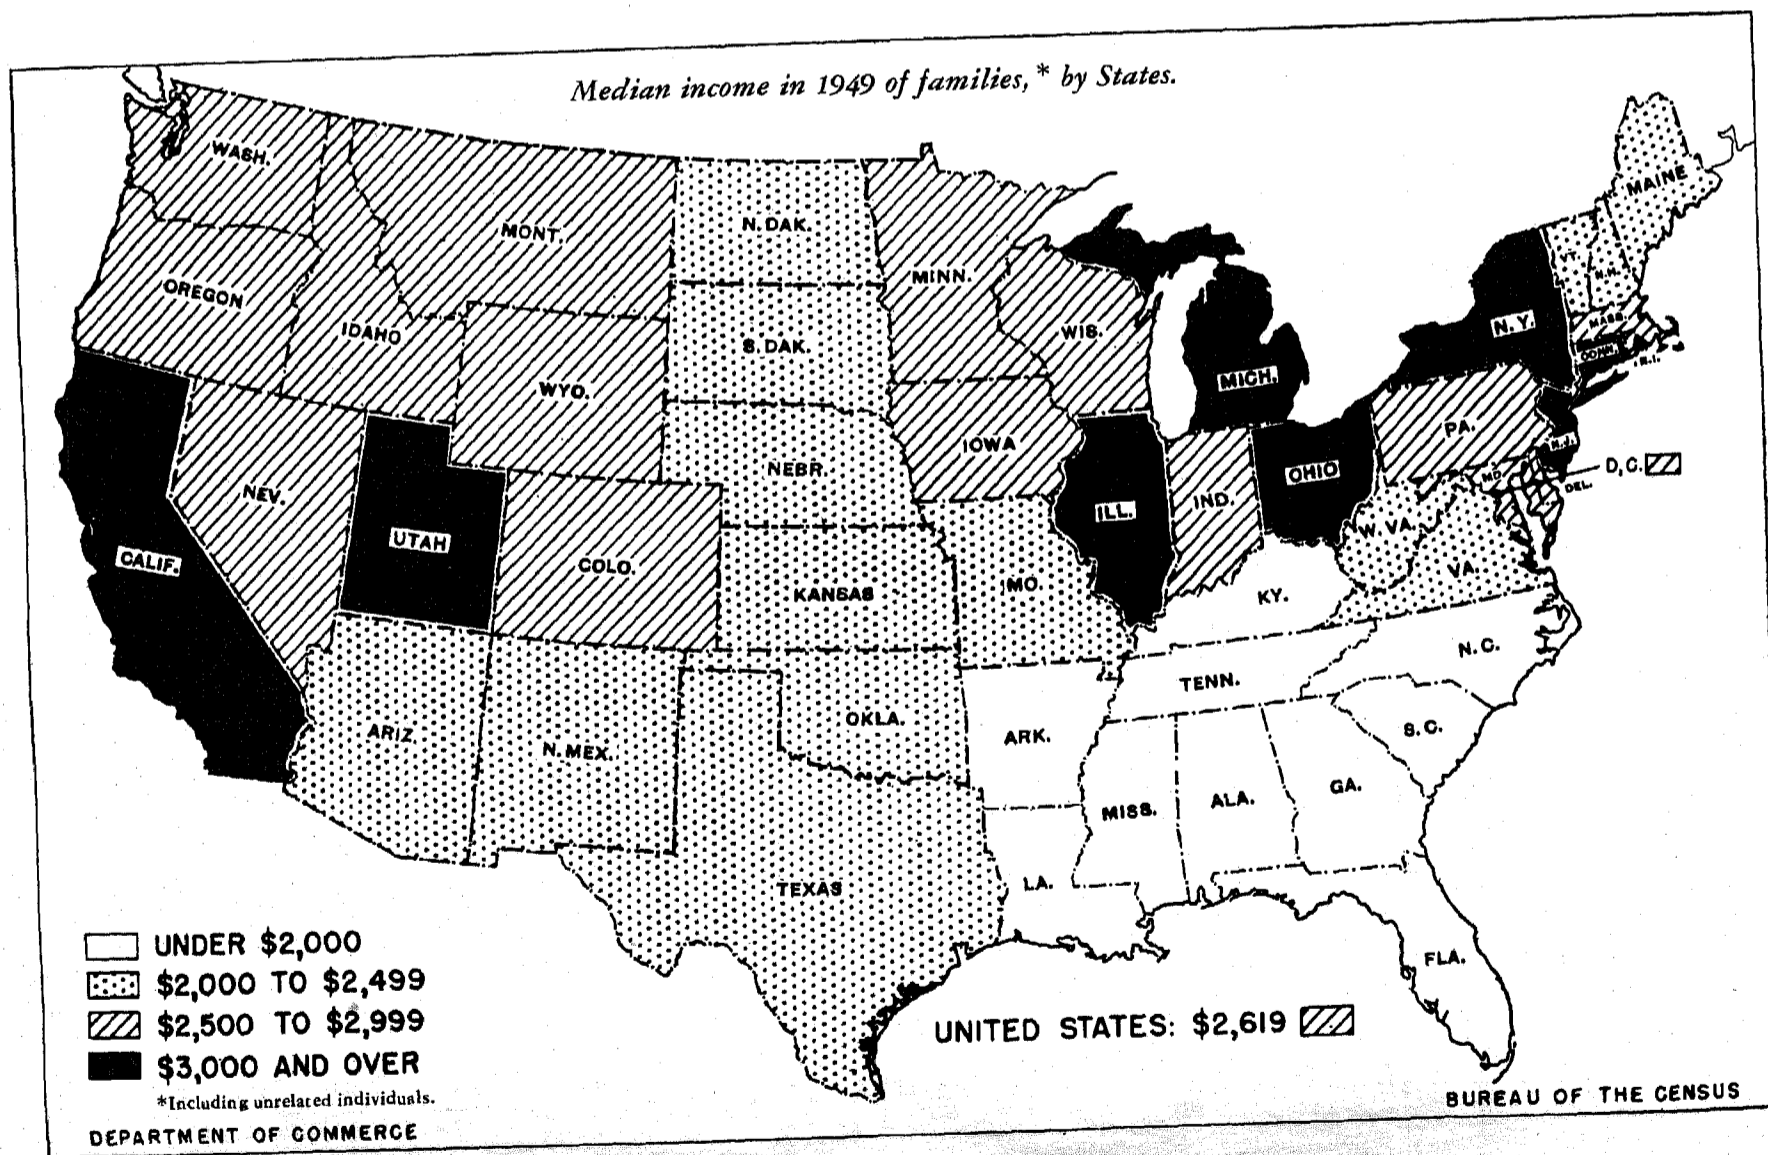 Median income in 1949 of families,* by States.
WASH.
MONT.
N. DAK.
MINN.
MAINE
VT.
N.H.
OREGON
IDAHO
S. DAK.
WIS.
MICH.
N. Y.
MASS.
CONN.
R.I.
WYO.
NEBR.
IOWA
ILL.
IND.
OHIO
PA.
N.J.
MD.
DEL.
D.C.
NEV.
UTAH
COLO.
KANSAS
MO.
KY.
W. VA.
VA.
CALIF.
ARIZ.
N. MEX.
OKLA.
ARK.
TENN.
N. C.
S. C.
TEXAS
LA.
MISS.
ALA.
GA.
FLA.
UNDER $2,000
$2,000 TO $2,499
$2,500 TO $2,999
$3,000 AND OVER
*Including unrelated individuals.
UNITED STATES: $2,619
DEPARTMENT OF COMMERCE
BUREAU OF THE CENSUS